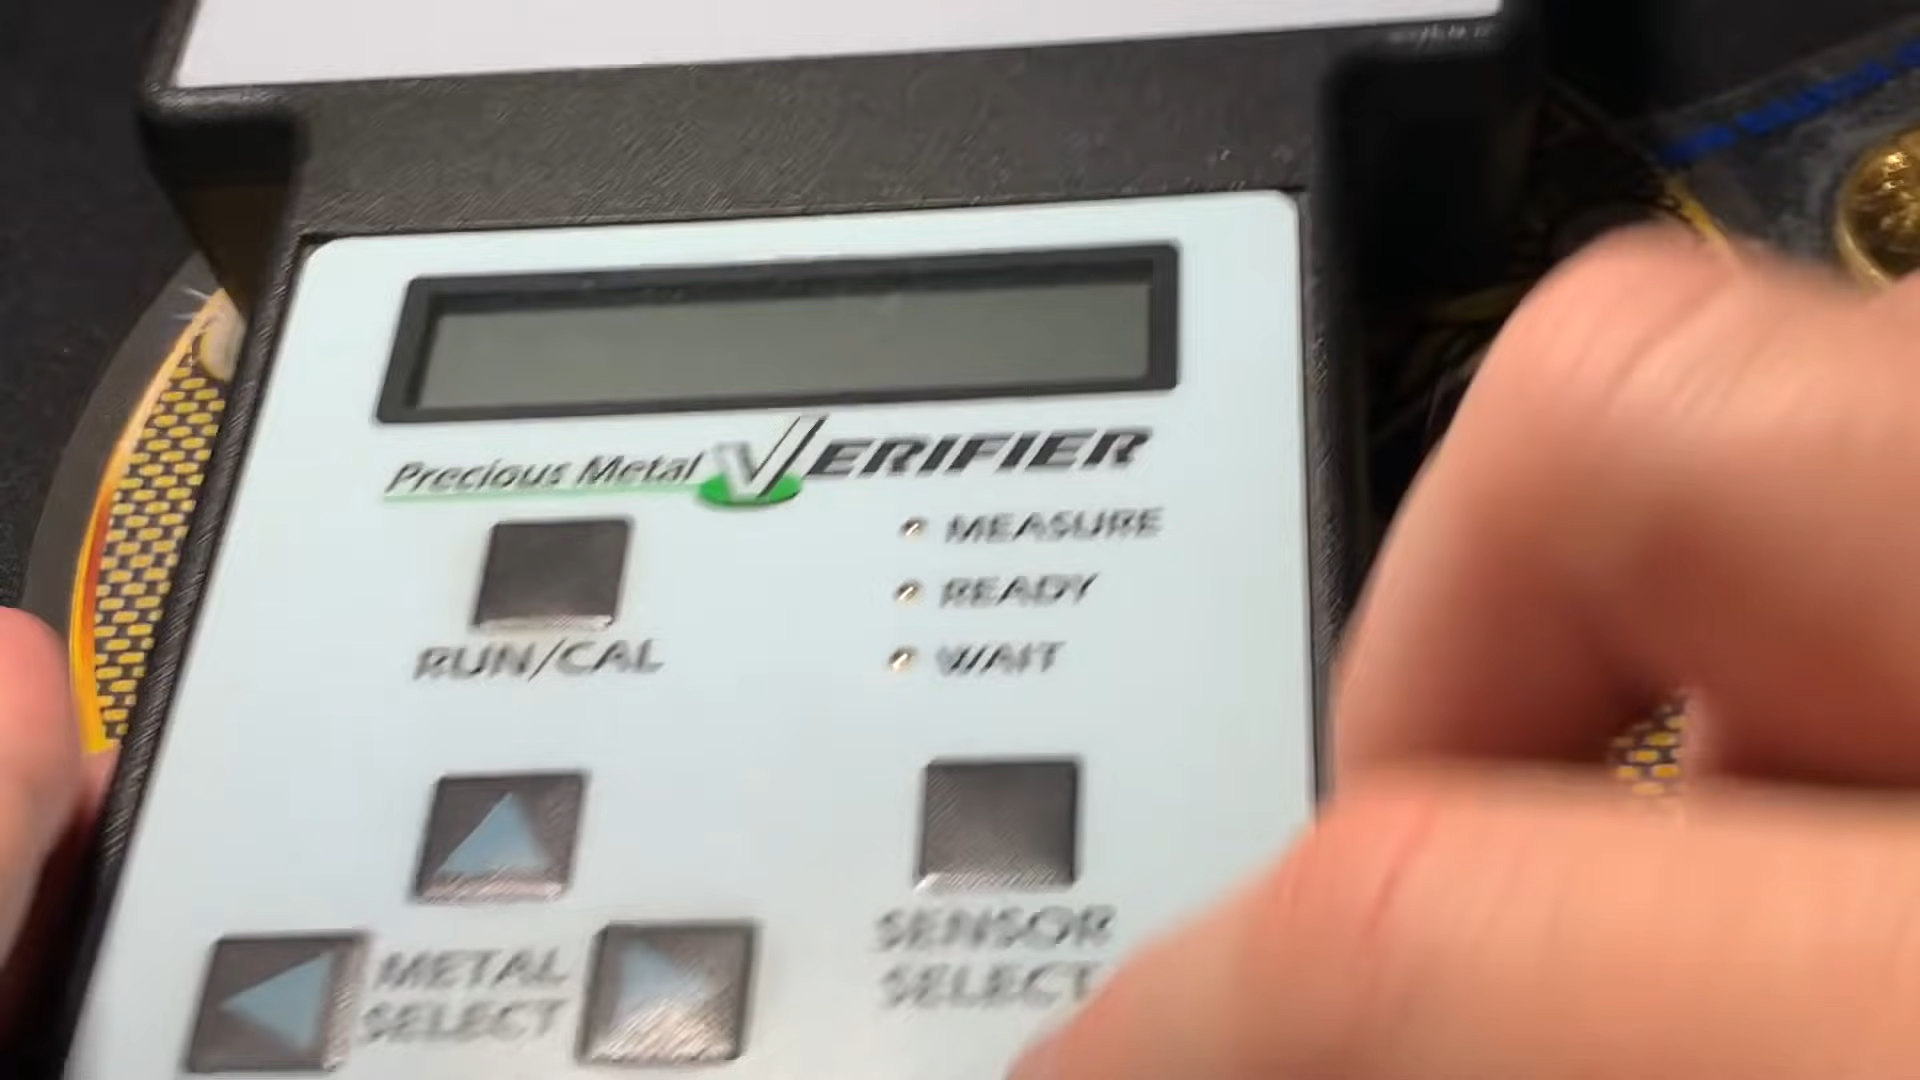 Precious Metal VERIFIER
MEASURE
READY
WAIT
RUN/CAL
METAL
SELECT
SENSOR
SELECT